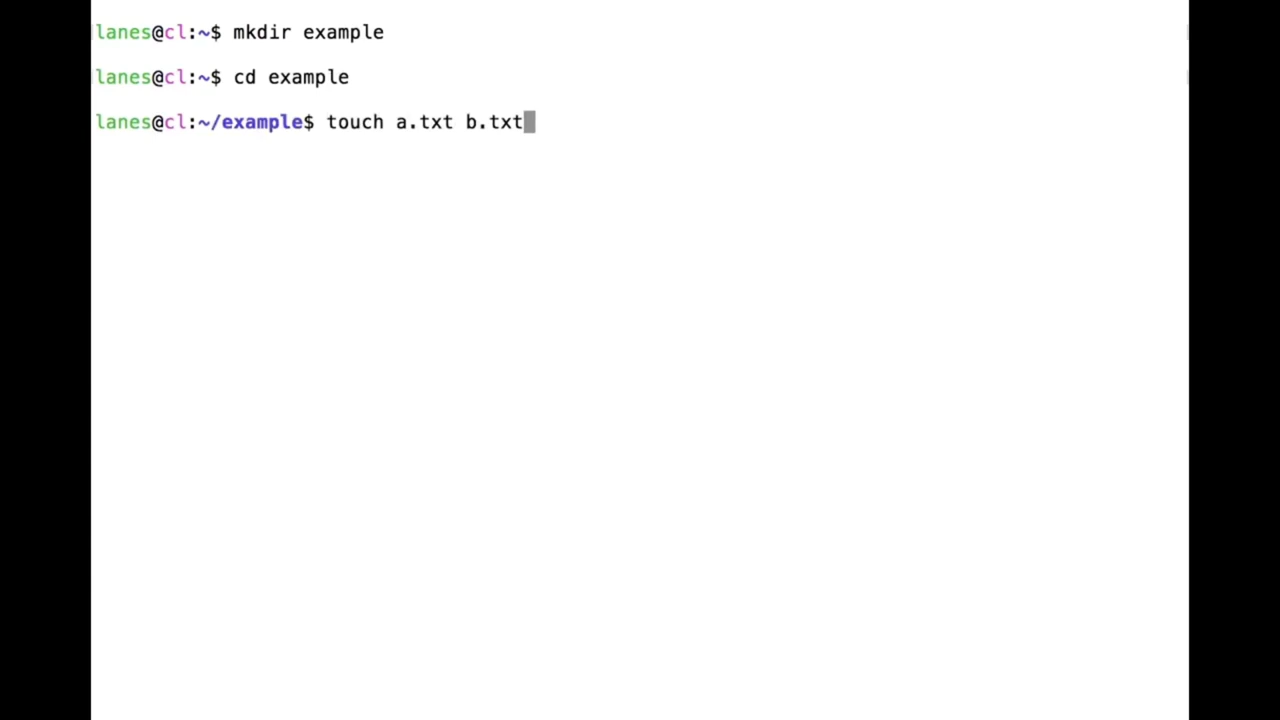 lanes@cl:~$ mkdir example
lanes@cl:~$ cd example
lanes@cl:~/example$ touch a.txt b.txt